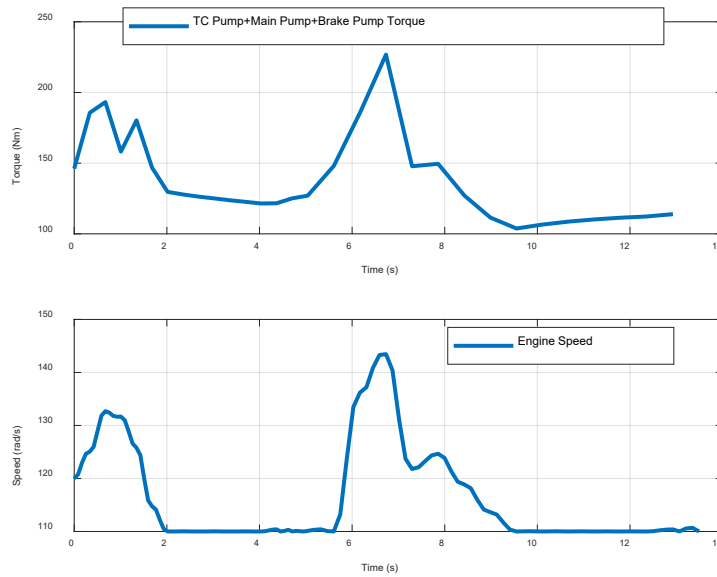 250
TC Pump+Main Pump+Brake Pump Torque
200
Torque (Nm)
150
100
0 2 4 6 8 10 12 14
Time (s)
150
Engine Speed
140
Speed (rad/s)
130
120
110
0 2 4 6 8 10 12 14
Time (s)